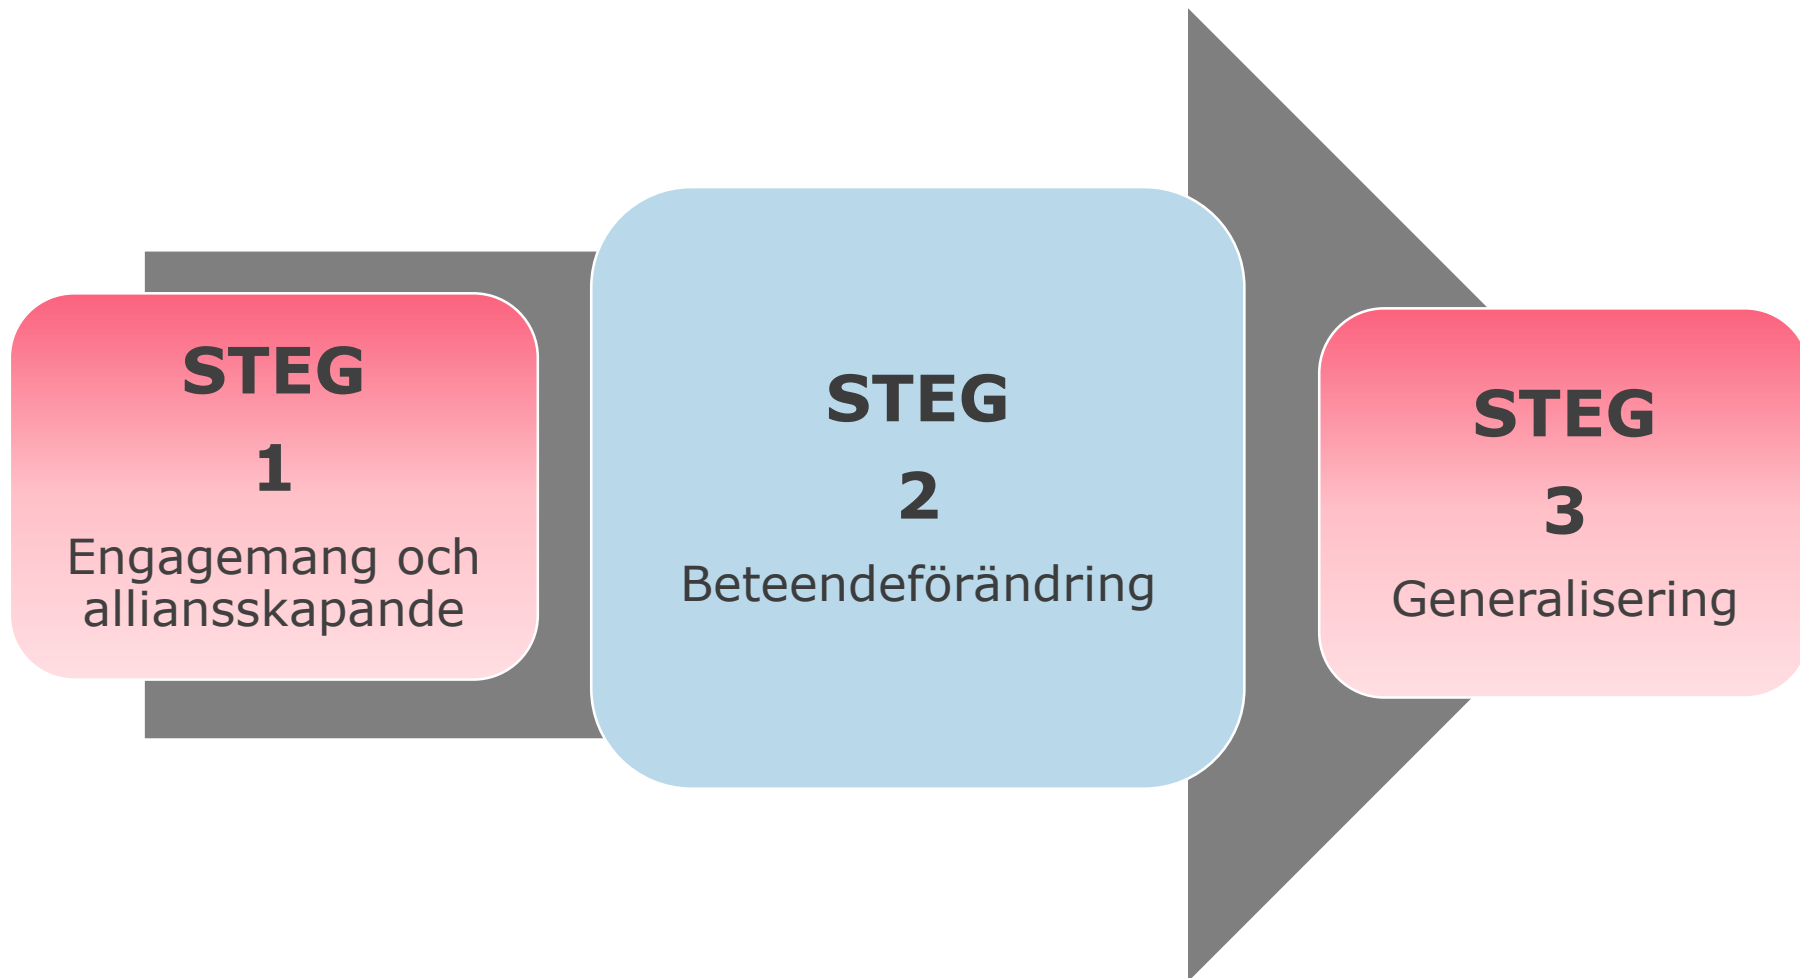 STEG
1
Engagemang och
alliansskapande
STEG
2
Beteendeförändring
STEG
3
Generalisering